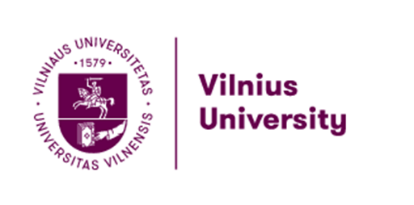 VILNIAUS UNIVERSITETAS
· 1579 ·
UNIVERSITAS VILNENSIS
Vilnius
University